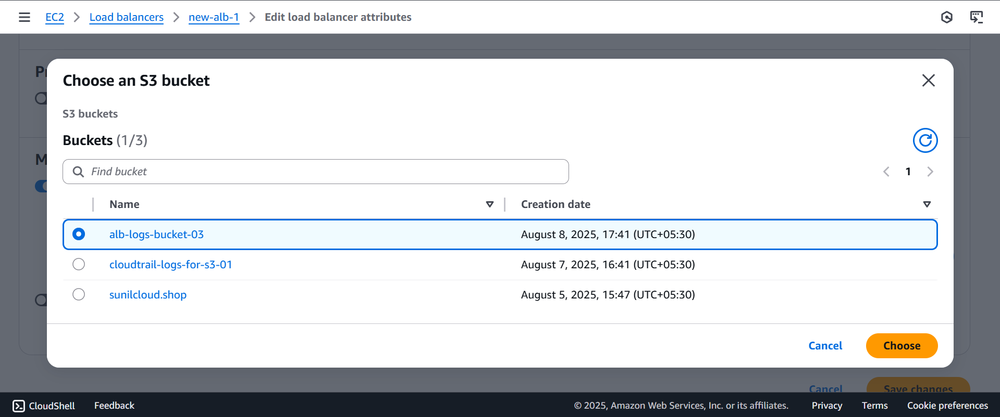 EC2 > Load balancers > new-alb-1 > Edit load balancer attributes
Choose an S3 bucket
S3 buckets
Buckets (1/3)
Find bucket
1
Name Creation date
alb-logs-bucket-03 August 8, 2025, 17:41 (UTC+05:30)
cloudtrail-logs-for-s3-01 August 7, 2025, 16:41 (UTC+05:30)
sunilcloud.shop August 5, 2025, 15:47 (UTC+05:30)
Cancel Choose
Cancel Save changes
CloudShell Feedback © 2025, Amazon Web Services, Inc. or its affiliates. Privacy Terms Cookie preferences